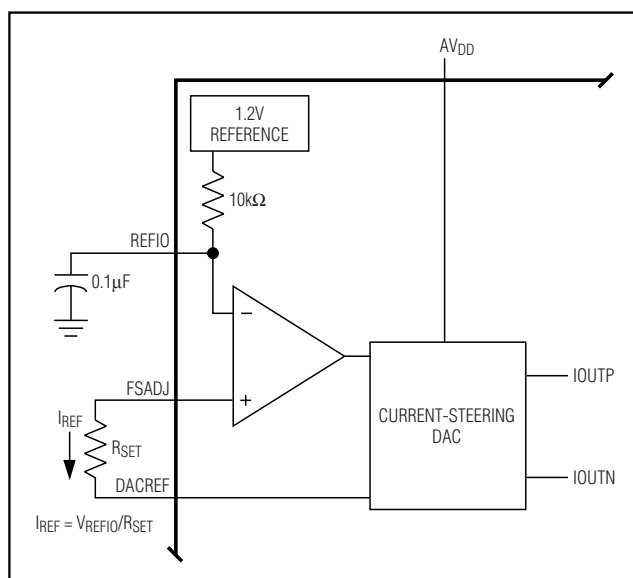 AVDD
1.2V
REFERENCE
10kΩ
REFIO
0.1µF
−
FSADJ
+
IREF
RSET
CURRENT-STEERING
DAC
IOUTP
IOUTN
DACREF
IREF = VREFIO/RSET